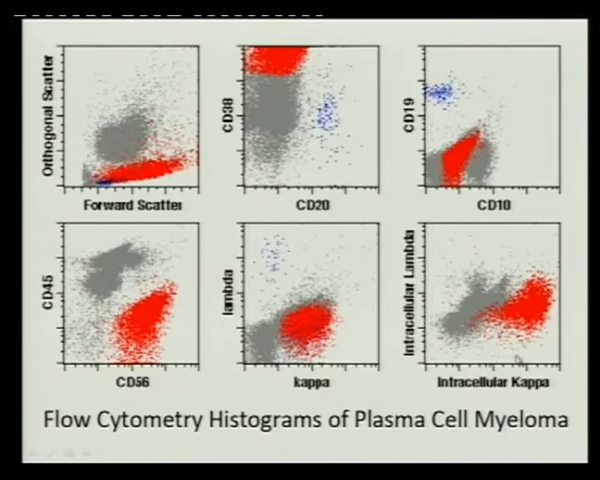 Orthogonal Scatter
Forward Scatter
CD38
CD20
CD19
CD10
CD45
CD56
lambda
kappa
Intracellular Lambda
Intracellular Kappa
Flow Cytometry Histograms of Plasma Cell Myeloma